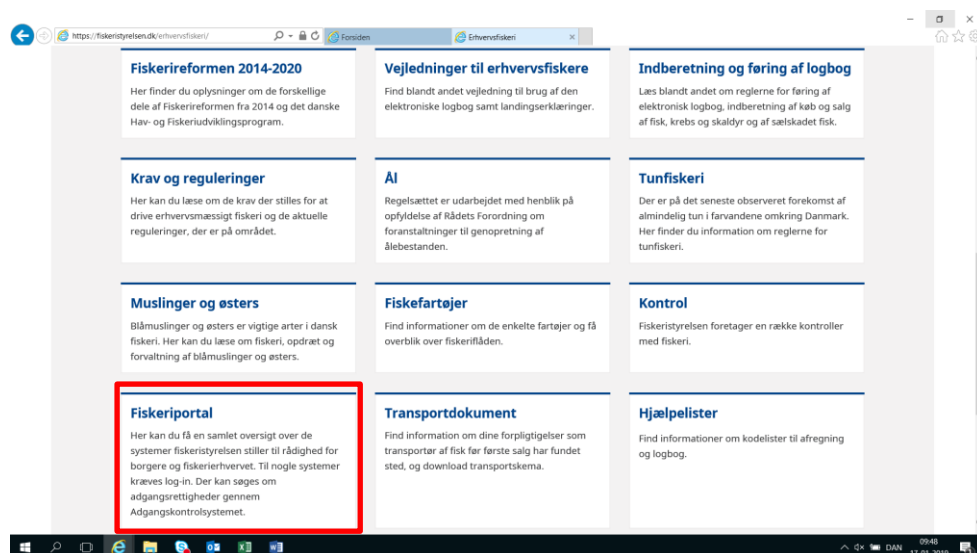 https://fiskeristyrelsen.dk/erhvervsfiskeri/
Forsiden
Erhvervsfiskeri
Fiskerireformen 2014-2020
Her finder du oplysninger om de forskellige
dele af Fiskerireformen fra 2014 og det danske
Hav- og Fiskeriudviklingsprogram.
Vejledninger til erhvervsfiskere
Find blandt andet vejledning til brug af den
elektroniske logbog samt landingserklæringer.
Indberetning og føring af logbog
Læs blandt andet om reglerne for føring af
elektronisk logbog, indberetning af køb og salg
af fisk, krebs og skaldyr og af sælskadet fisk.
Krav og reguleringer
Her kan du læse om de krav der stilles for at
drive erhvervsmæssigt fiskeri og de aktuelle
reguleringer, der er på området.
Ål
Regelsættet er udarbejdet med henblik på
opfyldelse af Rådets Forordning om
foranstaltninger til genopretning af
ålebestanden.
Tunfiskeri
Der er på det seneste observeret forekomst af
almindelig tun i farvandene omkring Danmark.
Her finder du information om reglerne for
tunfiskeri.
Muslinger og østers
Blåmuslinger og østers er vigtige arter i dansk
fiskeri. Her kan du læse om fiskeri, opdræt og
forvaltning af blåmuslinger og østers.
Fiskefartøjer
Find informationer om de enkelte fartøjer og få
overblik over fiskeriflåden.
Kontrol
Fiskeristyrelsen foretager en række kontroller
med fiskeri.
Fiskeriportal
Her kan du få en samlet oversigt over de
systemer fiskeristyrelsen stiller til rådighed for
borgere og fiskerierhvervet. Til nogle systemer
kræves log-in. Der kan søges om
adgangsrettigheder gennem
Adgangskontrolsystemet.
Transportdokument
Find information om dine forpligtigelser som
transportør af fisk før første salg har fundet
sted, og download transportskema.
Hjælpelister
Find informationer om kodelister til afregning
og logbog.
DAN
09:48
17-01-2019